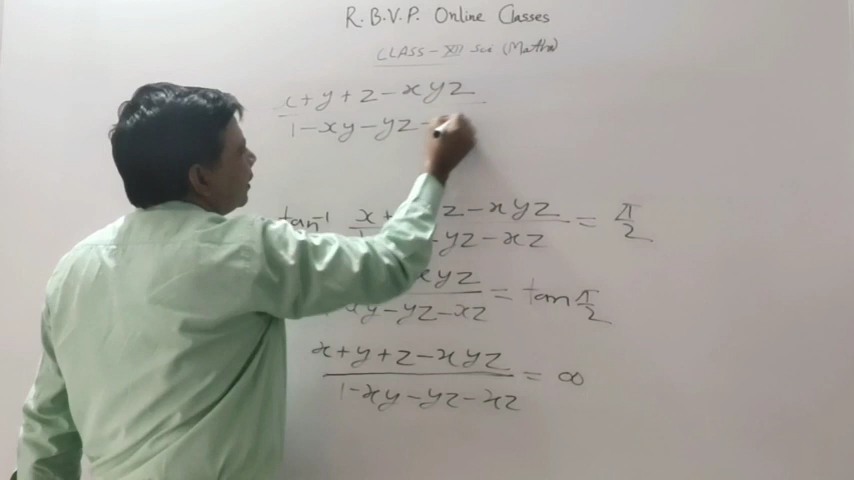 R.B.V.P. Online Classes
CLASS - XII Sci (Maths)
x+y+z-xyz
1-xy-yz-
tan⁻¹ x+ z-xyz / -yz-xz = π/2
xyz / xy-yz-xz = tan π/2
x+y+z-xyz / 1-xy-yz-xz = ∞